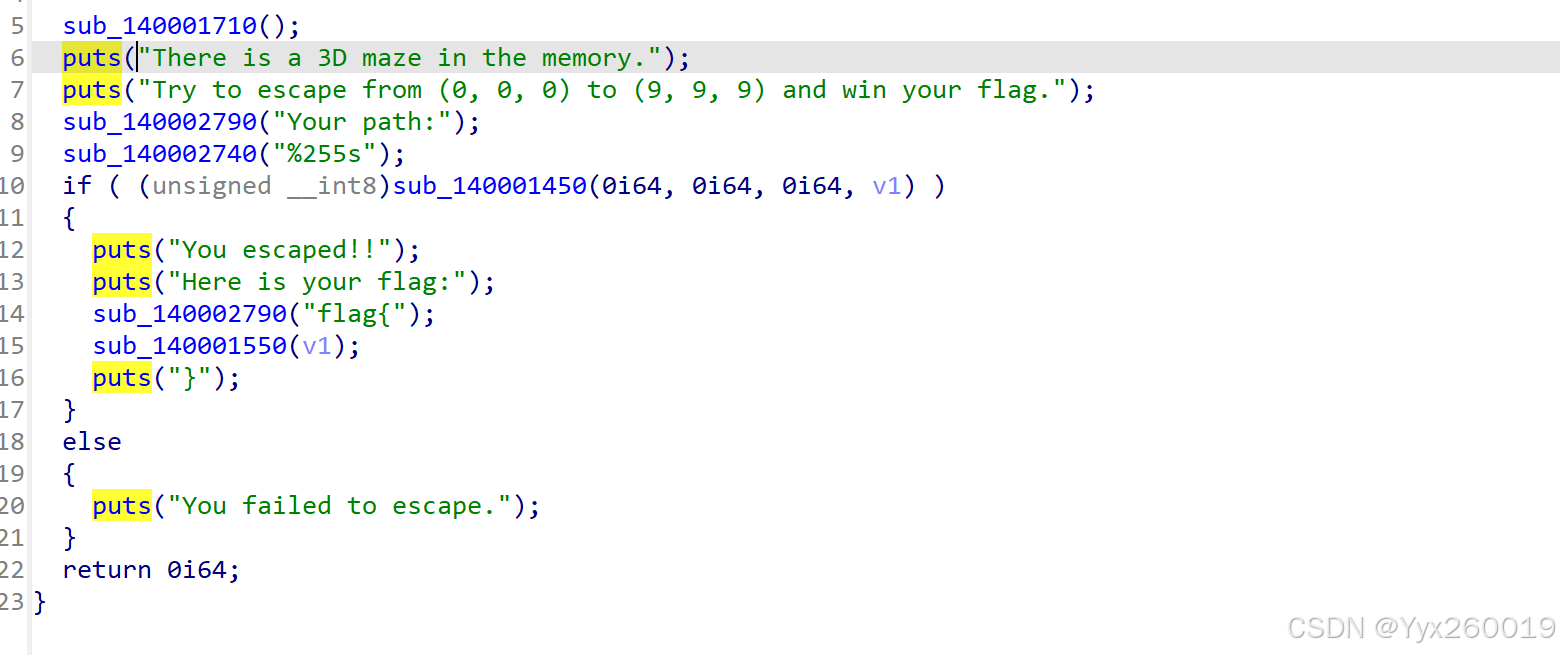 5 sub_140001710();
6 puts("There is a 3D maze in the memory.");
7 puts("Try to escape from (0, 0, 0) to (9, 9, 9) and win your flag.");
8 sub_140002790("Your path:");
9 sub_140002740("%255s");
10 if ( (unsigned __int8)sub_140001450(0i64, 0i64, 0i64, v1) )
11 {
12 puts("You escaped!!");
13 puts("Here is your flag:");
14 sub_140002790("flag{");
15 sub_140001550(v1);
16 puts("}");
17 }
18 else
19 {
20 puts("You failed to escape.");
21 }
22 return 0i64;
23 }
CSDN @Yyx260019